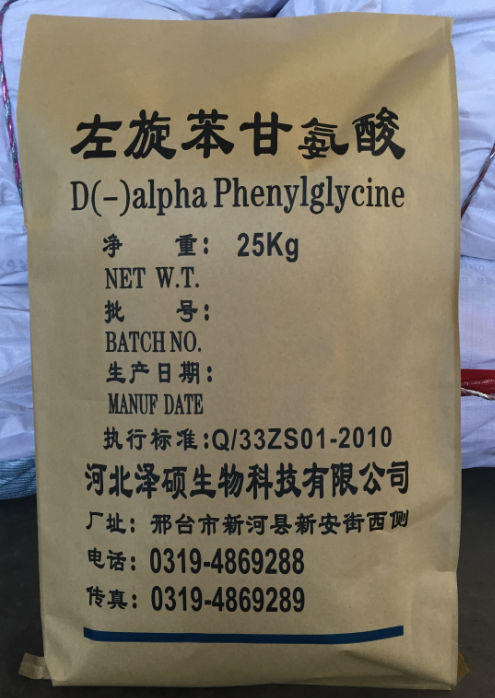 左旋苯甘氨酸
D(-)alpha Phenylglycine
净 重: 25Kg
NET W.T.
批 号:
BATCH NO.
生产日期:
MANUF DATE
执行标准:Q/33ZS01-2010
河北泽硕生物科技有限公司
厂址: 邢台市新河县新安街西侧
电话: 0319-4869288
传真: 0319-4869289